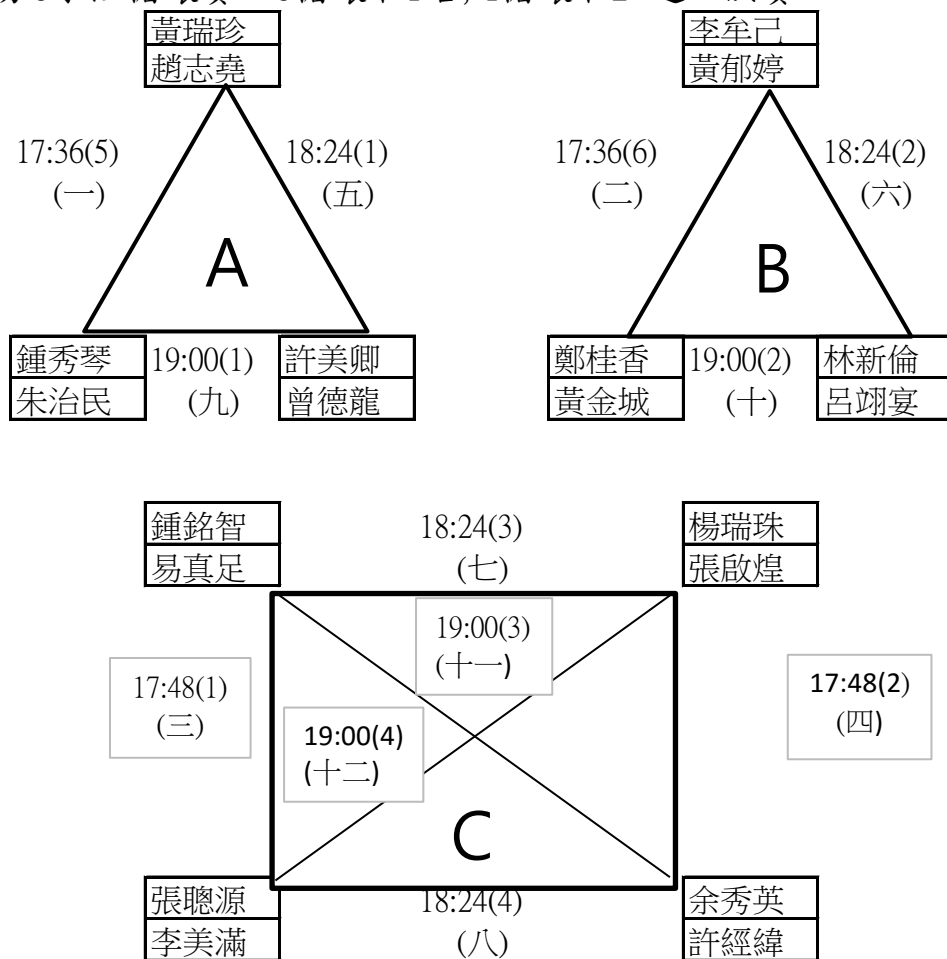 黃瑞珍
趙志堯
李牟己
黃郁婷
17:36(5)
(一)
18:24(1)
(五)
17:36(6)
(二)
18:24(2)
(六)
A
B
鍾秀琴
朱治民
19:00(1)
(九)
許美卿
曾德龍
鄭桂香
黃金城
19:00(2)
(十)
林新倫
呂翊宴
鍾銘智
易真足
18:24(3)
(七)
楊瑞珠
張啟煌
19:00(3)
(十一)
17:48(1)
(三)
17:48(2)
(四)
19:00(4)
(十二)
C
張聰源
李美滿
18:24(4)
(八)
余秀英
許經緯